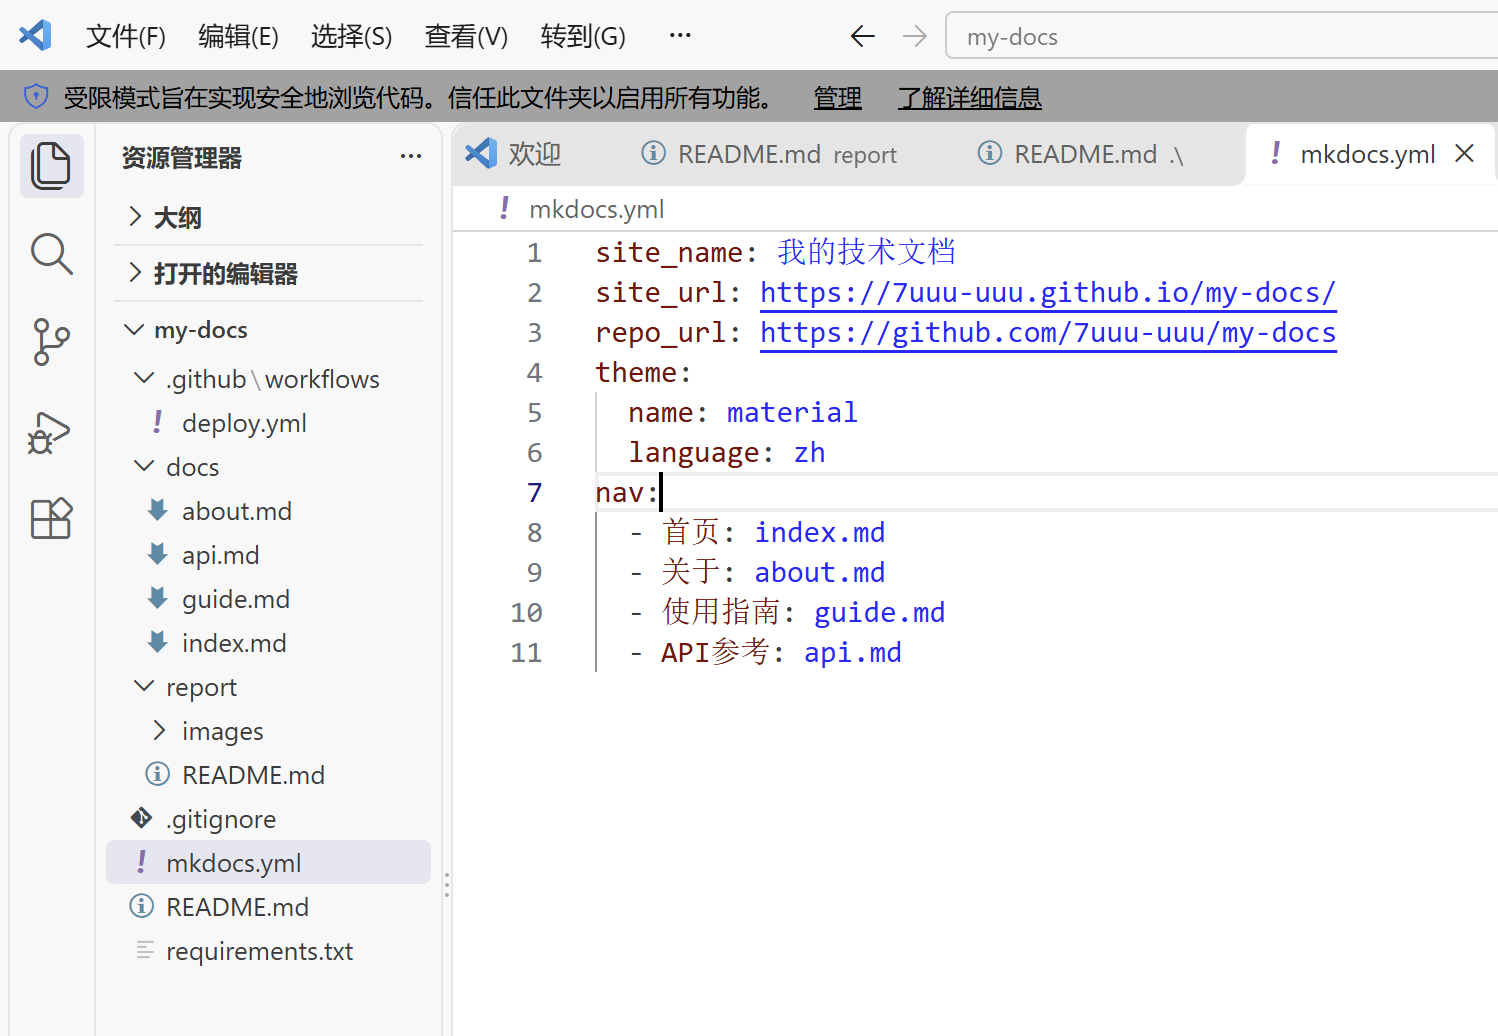 文件(F) 编辑(E) 选择(S) 查看(V) 转到(G) ··· my-docs
受限模式旨在实现安全地浏览代码。信任此文件夹以启用所有功能。 管理 了解详细信息
资源管理器 ···
大纲
打开的编辑器
my-docs
.github\workflows
deploy.yml
docs
about.md
api.md
guide.md
index.md
report
images
README.md
.gitignore
mkdocs.yml
README.md
requirements.txt
欢迎 README.md report README.md .\ mkdocs.yml
mkdocs.yml
1 site_name: 我的技术文档
2 site_url: https://7uuu-uuu.github.io/my-docs/
3 repo_url: https://github.com/7uuu-uuu/my-docs
4 theme:
5 name: material
6 language: zh
7 nav:
8 - 首页: index.md
9 - 关于: about.md
10 - 使用指南: guide.md
11 - API参考: api.md